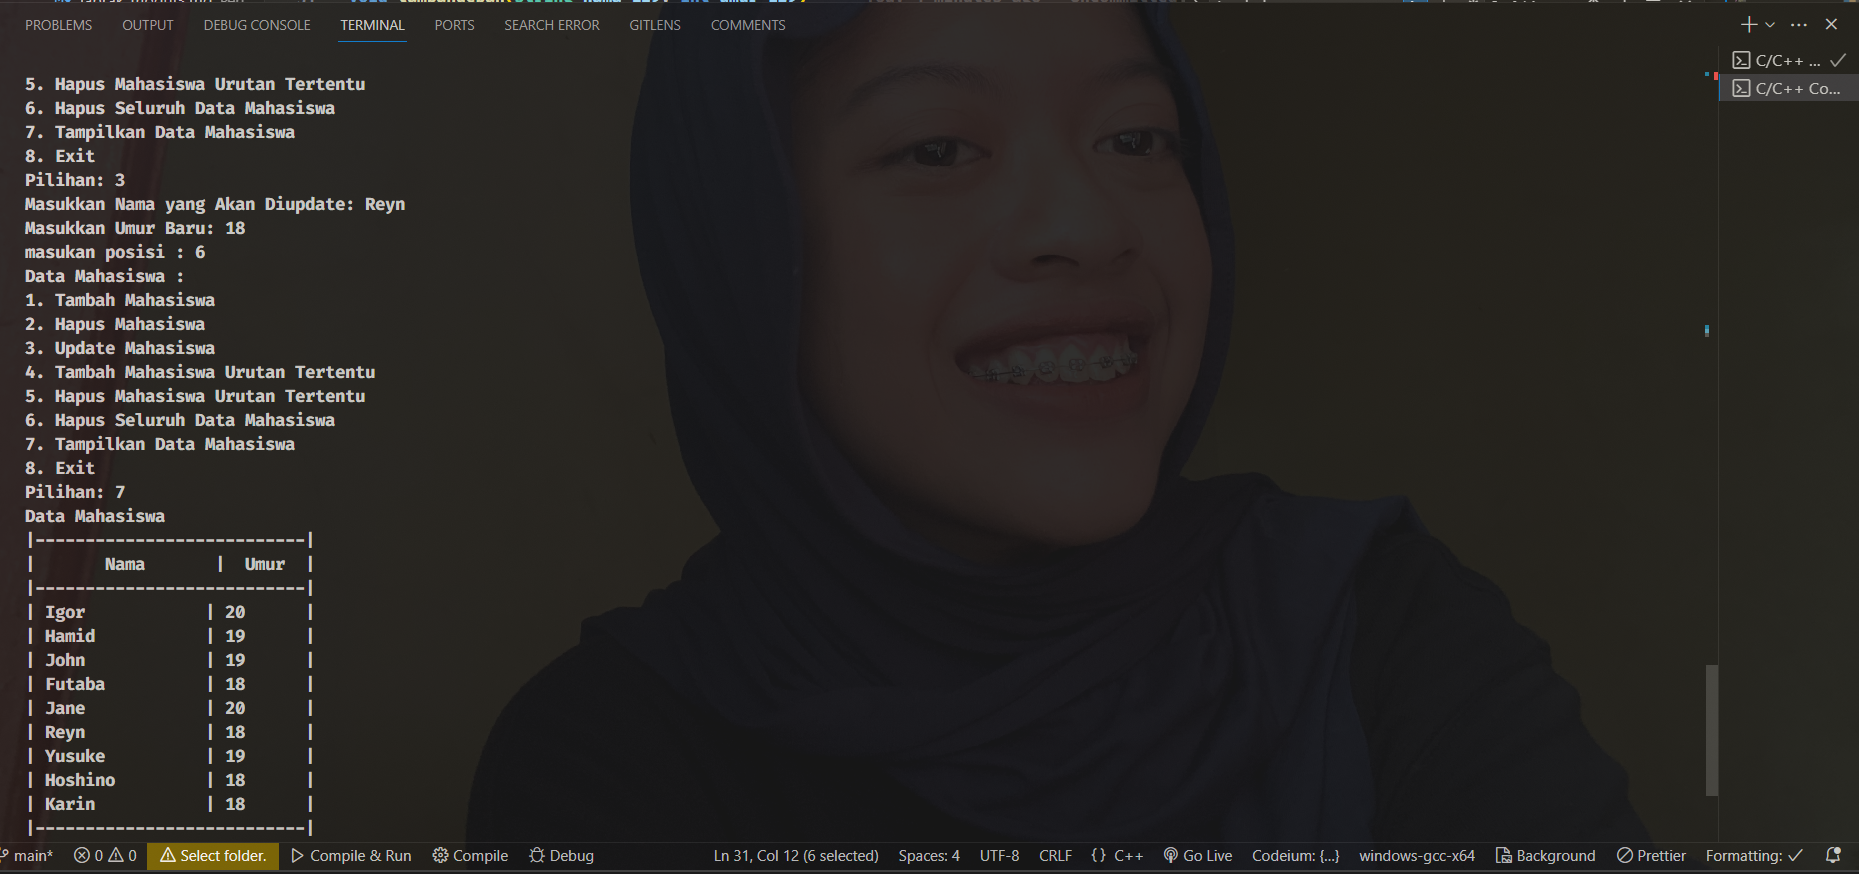 PROBLEMS OUTPUT DEBUG CONSOLE TERMINAL PORTS SEARCH ERROR GITLENS COMMENTS
C/C++ ...
C/C++ Co...
5. Hapus Mahasiswa Urutan Tertentu
6. Hapus Seluruh Data Mahasiswa
7. Tampilkan Data Mahasiswa
8. Exit
Pilihan: 3
Masukkan Nama yang Akan Diupdate: Reyn
Masukkan Umur Baru: 18
masukan posisi : 6
Data Mahasiswa :
1. Tambah Mahasiswa
2. Hapus Mahasiswa
3. Update Mahasiswa
4. Tambah Mahasiswa Urutan Tertentu
5. Hapus Mahasiswa Urutan Tertentu
6. Hapus Seluruh Data Mahasiswa
7. Tampilkan Data Mahasiswa
8. Exit
Pilihan: 7
Data Mahasiswa
|---------------------------|
| Nama | Umur |
|---------------------------|
| Igor | 20 |
| Hamid | 19 |
| John | 19 |
| Futaba | 18 |
| Jane | 20 |
| Reyn | 18 |
| Yusuke | 19 |
| Hoshino | 18 |
| Karin | 18 |
|---------------------------|
main* 0 0 Select folder. Compile & Run Compile Debug Ln 31, Col 12 (6 selected) Spaces: 4 UTF-8 CRLF {} C++ Go Live Codeium: {...} windows-gcc-x64 Background Prettier Formatting: ✓